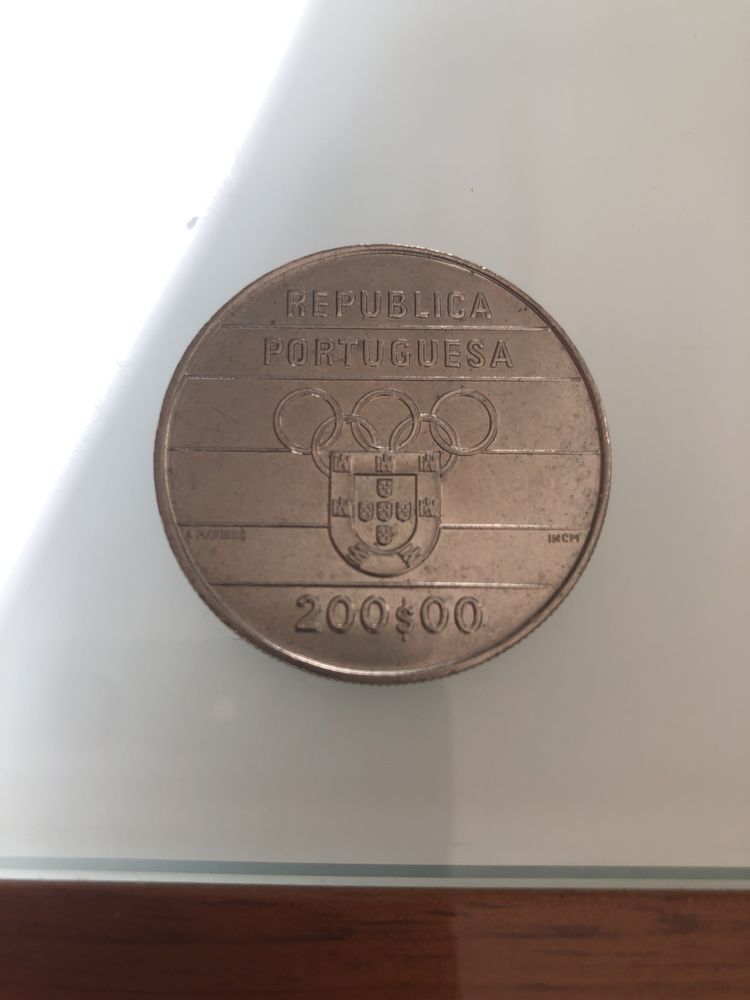 REPUBLICA
PORTUGUESA
INCM
200$00